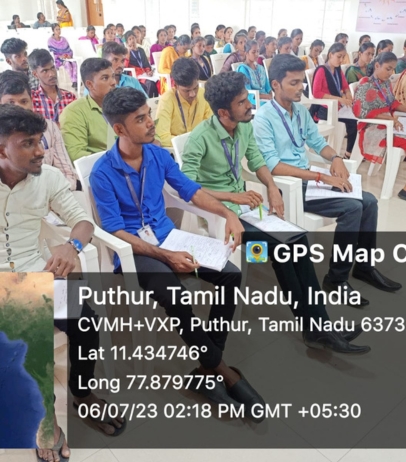 GPS Map C
Puthur, Tamil Nadu, India
CVMH+VXP, Puthur, Tamil Nadu 6373
Lat 11.434746°
Long 77.879775°
06/07/23 02:18 PM GMT +05:30